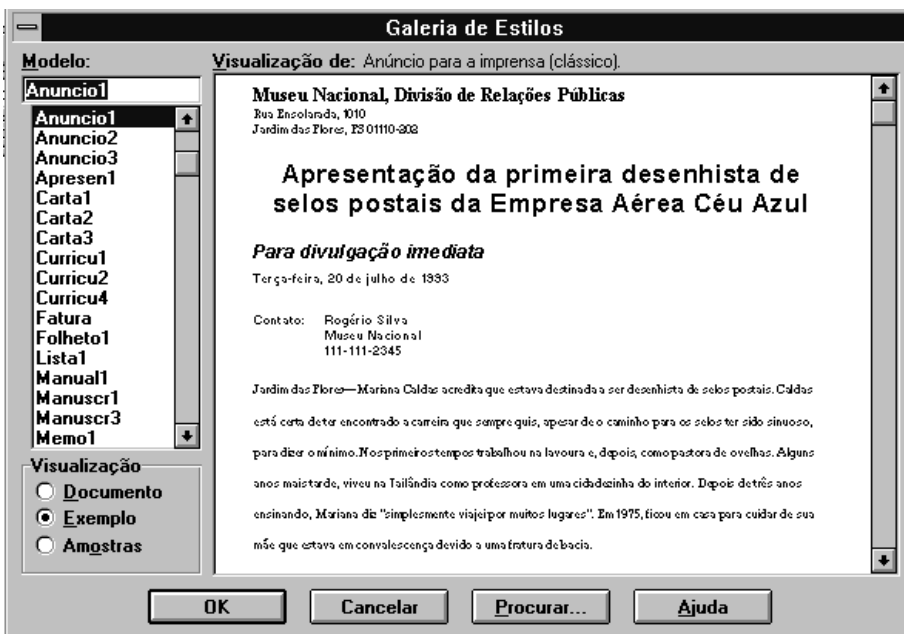 Galeria de Estilos
Modelo:
Anuncio1
Anuncio1
Anuncio2
Anuncio3
Apresen1
Carta1
Carta2
Carta3
Curricu1
Curricu2
Curricu4
Fatura
Folheto1
Lista1
Manual1
Manuscr1
Manuscr3
Memo1
Visualização
Documento
Exemplo
Amostras
Visualização de: Anúncio para a imprensa (clássico).
Museu Nacional, Divisão de Relações Públicas
Rua Ensolarada, 1010
Jardim das Flores, ES 01110-202
Apresentação da primeira desenhista de
selos postais da Empresa Aérea Céu Azul
Para divulgação imediata
Terça-feira, 20 de julho de 1993
Contato: Rogério Silva
Museu Nacional
111-111-2345
Jardim das Flores—Mariana Caldas acredita que estava destinada a ser desenhista de selos postais. Caldas
está certa de ter encontrado a carreira que sempre quis, apesar de o caminho para os selos ter sido sinuoso,
para dizer o mínimo. Nos primeiros tempos trabalhou na lavoura e, depois, como pastora de ovelhas. Alguns
anos mais tarde, viveu na Tailândia como professora em uma cidadezinha do interior. Depois de três anos
ensinando, Mariana diz "simplesmente viajei por muitos lugares". Em 1975, ficou em casa para cuidar de sua
mãe que estava em convalescença devido a uma fratura de bacia.
OK
Cancelar
Procurar...
Ajuda